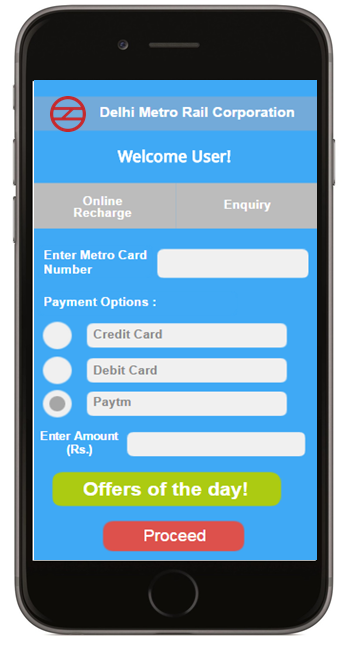 Delhi Metro Rail Corporation
Welcome User!
Online
Recharge
Enquiry
Enter Metro Card
Number
Payment Options :
Credit Card
Debit Card
Paytm
Enter Amount
(Rs.)
Offers of the day!
Proceed